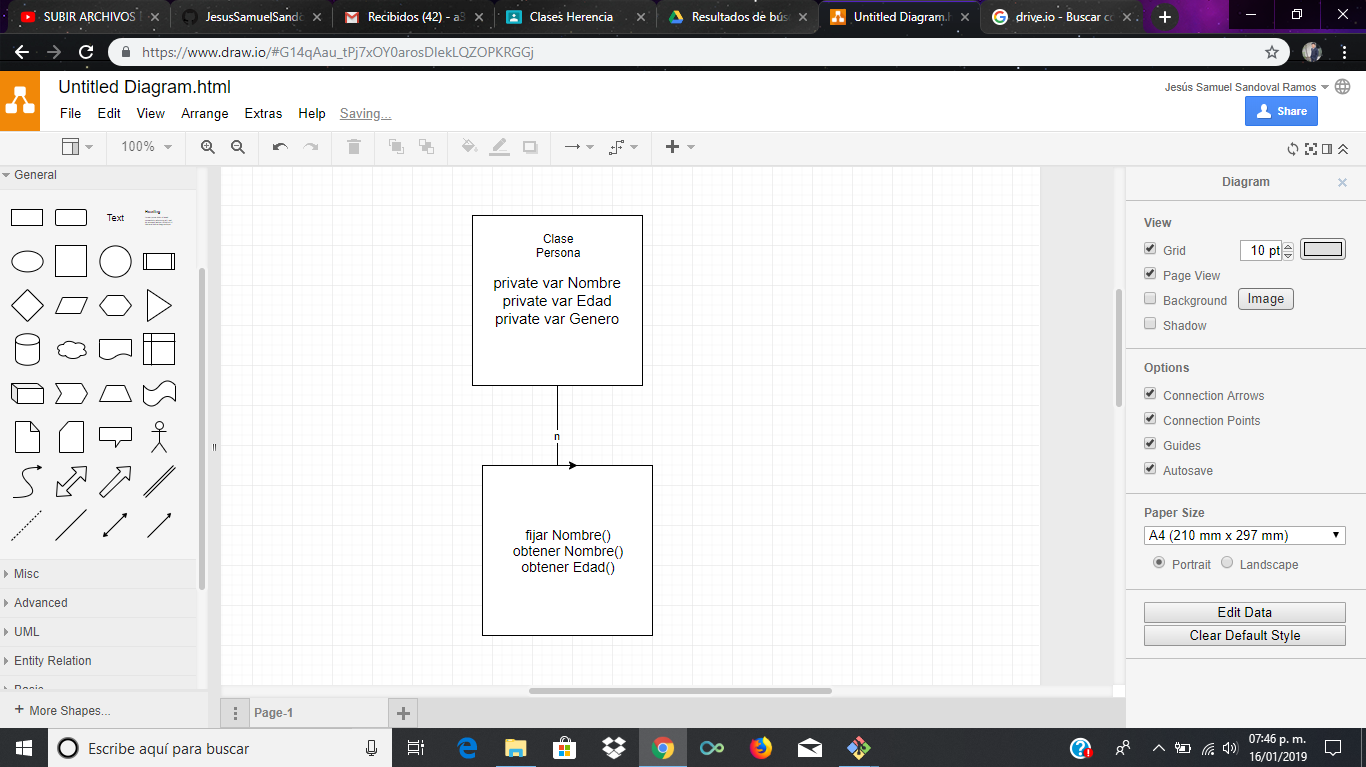 SUBIR ARCHIVOS
JesusSamuelSand
Recibidos (42) - a3
Clases Herencia
Resultados de bús
Untitled Diagram.h
drive.io - Buscar co
https://www.draw.io/#G14qAau_tPj7xOY0arosDIekLQZOPKRGGj
Untitled Diagram.html
Jesús Samuel Sandoval Ramos
File Edit View Arrange Extras Help Saving...
Share
100%
General
Text
Heading
Misc
Advanced
UML
Entity Relation
Basic
+ More Shapes...
Clase
Persona
private var Nombre
private var Edad
private var Genero
n
fijar Nombre()
obtener Nombre()
obtener Edad()
Page-1
Diagram
View
Grid 10 pt
Page View
Background Image
Shadow
Options
Connection Arrows
Connection Points
Guides
Autosave
Paper Size
A4 (210 mm x 297 mm)
Portrait Landscape
Edit Data
Clear Default Style
Escribe aquí para buscar
07:46 p. m.
16/01/2019